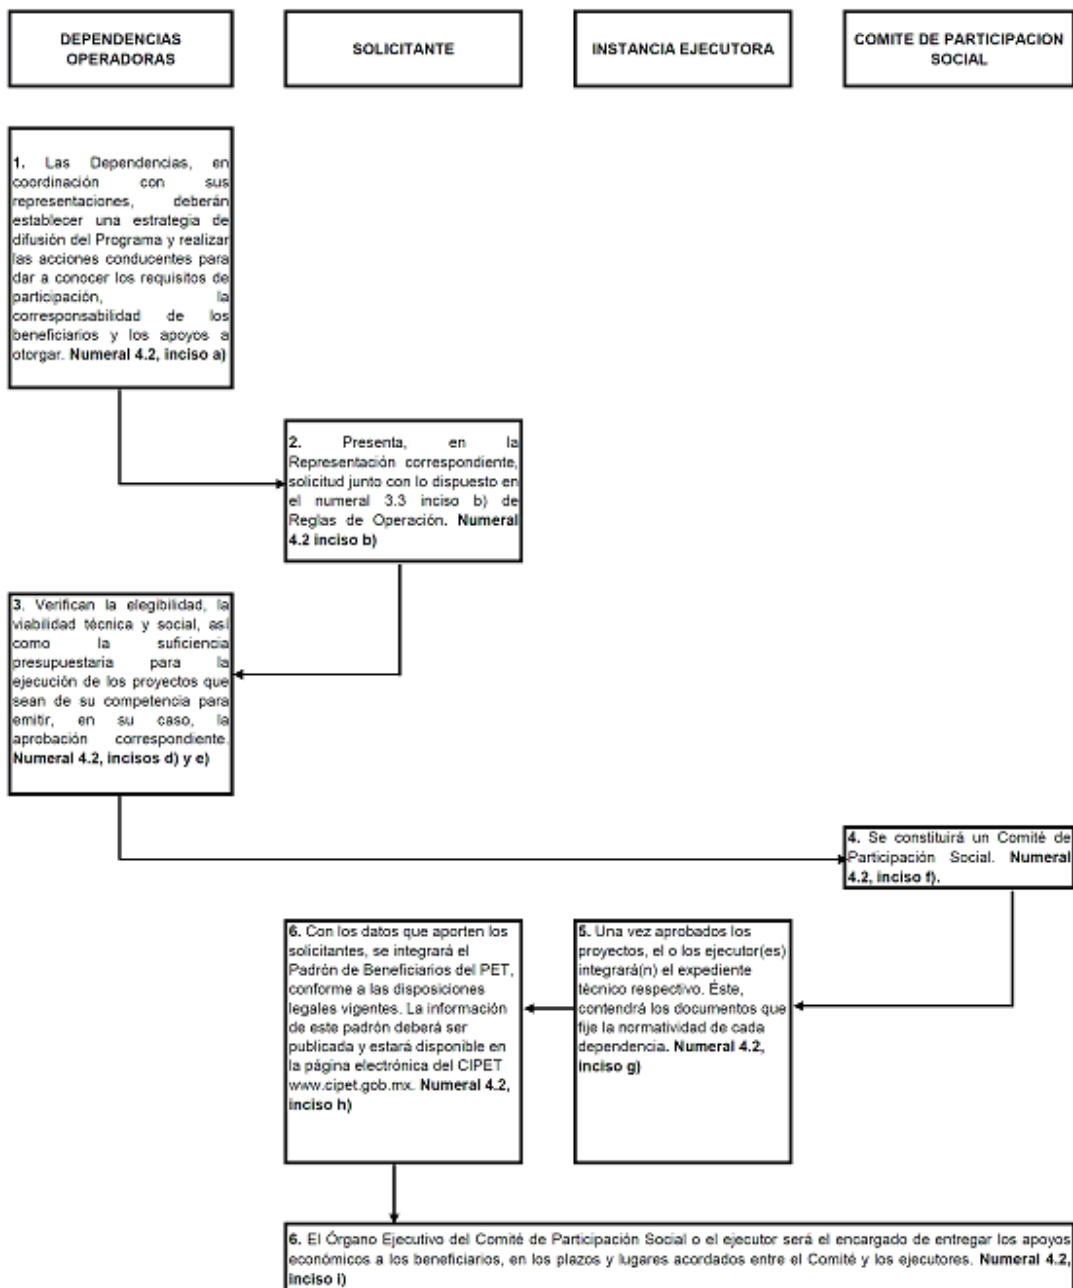 DEPENDENCIAS
OPERADORAS
SOLICITANTE
INSTANCIA EJECUTORA
COMITE DE PARTICIPACION
SOCIAL
1. Las Dependencias, en
coordinación con sus
representaciones, deberán
establecer una estrategia de
difusión del Programa y realizar
las acciones conducentes para
dar a conocer los requisitos de
participación, la
corresponsabilidad de los
beneficiarios y los apoyos a
otorgar. Numeral 4.2, inciso a)
2. Presenta, en la
Representación correspondiente,
solicitud junto con lo dispuesto en
el numeral 3.3 inciso b) de
Reglas de Operación. Numeral
4.2 inciso b)
3. Verifican la elegibilidad, la
viabilidad técnica y social, así
como la suficiencia
presupuestaria para la
ejecución de los proyectos que
sean de su competencia para
emitir, en su caso, la
aprobación correspondiente.
Numeral 4.2, incisos d) y e)
4. Se constituirá un Comité de
Participación Social. Numeral
4.2, inciso f).
5. Una vez aprobados los
proyectos, el o los ejecutor(es)
integrará(n) el expediente
técnico respectivo. Éste,
contendrá los documentos que
fije la normatividad de cada
dependencia. Numeral 4.2,
inciso g)
6. Con los datos que aporten los
solicitantes, se integrará el
Padrón de Beneficiarios del PET,
conforme a las disposiciones
legales vigentes. La información
de este padrón deberá ser
publicada y estará disponible en
la página electrónica del CIPET
www.cipet.gob.mx. Numeral 4.2,
inciso h)
6. El Órgano Ejecutivo del Comité de Participación Social o el ejecutor será el encargado de entregar los apoyos
económicos a los beneficiarios, en los plazos y lugares acordados entre el Comité y los ejecutores. Numeral 4.2,
inciso i)